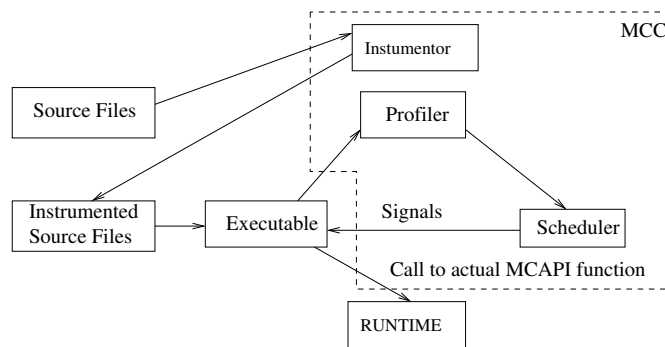 MCC
Instumentor
Source Files
Profiler
Instrumented
Source Files
Executable
Signals
Scheduler
Call to actual MCAPI function
RUNTIME